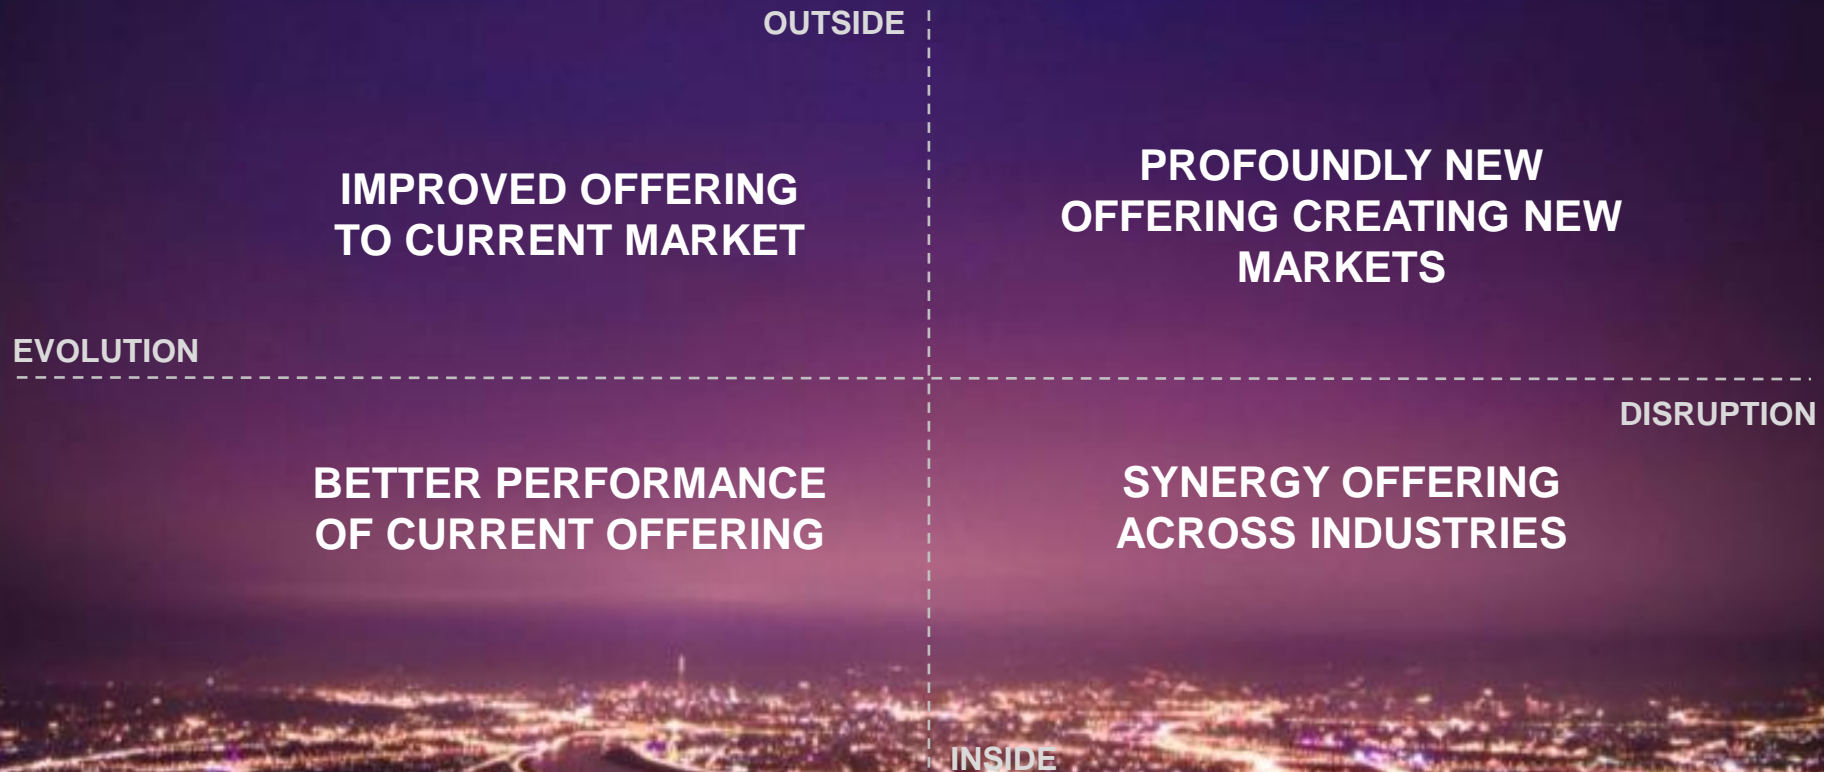 OUTSIDE
IMPROVED OFFERING
TO CURRENT MARKET
PROFOUNDLY NEW
OFFERING CREATING NEW
MARKETS
EVOLUTION
DISRUPTION
BETTER PERFORMANCE
OF CURRENT OFFERING
SYNERGY OFFERING
ACROSS INDUSTRIES
INSIDE